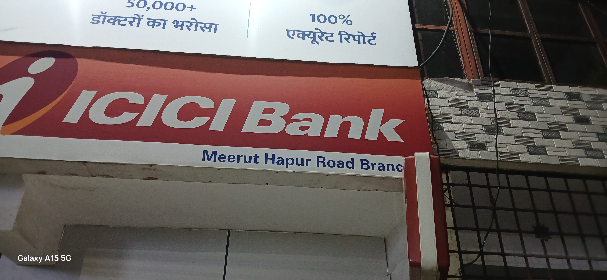 50,000+
डॉक्टरों का भरोसा
100%
एक्यूरेट रिपोर्ट
ICICI Bank
Meerut Hapur Road Branc
Galaxy A15 5G